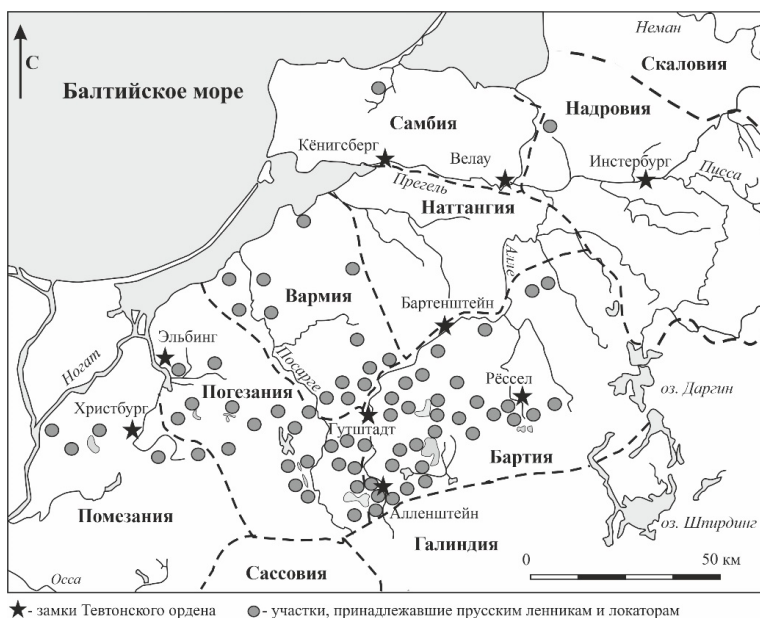 Неман
Скаловия
С
Балтийское море
Надровия
Самбия
Кёнигсберг
Велау
Инстербург
Писса
Прегель
Наттангия
Алле
Вармия
Бартенштейн
Эльбинг
Посарге
Ногат
Погезания
Рёссел
оз. Даргин
Христбург
Гутштадт
Бартия
Помезания
Алленштейн
оз. Шпирдинг
Галиндия
0 50 км
Осса
Сассовия
- замки Тевтонского ордена - участки, принадлежавшие прусским ленникам и локаторам